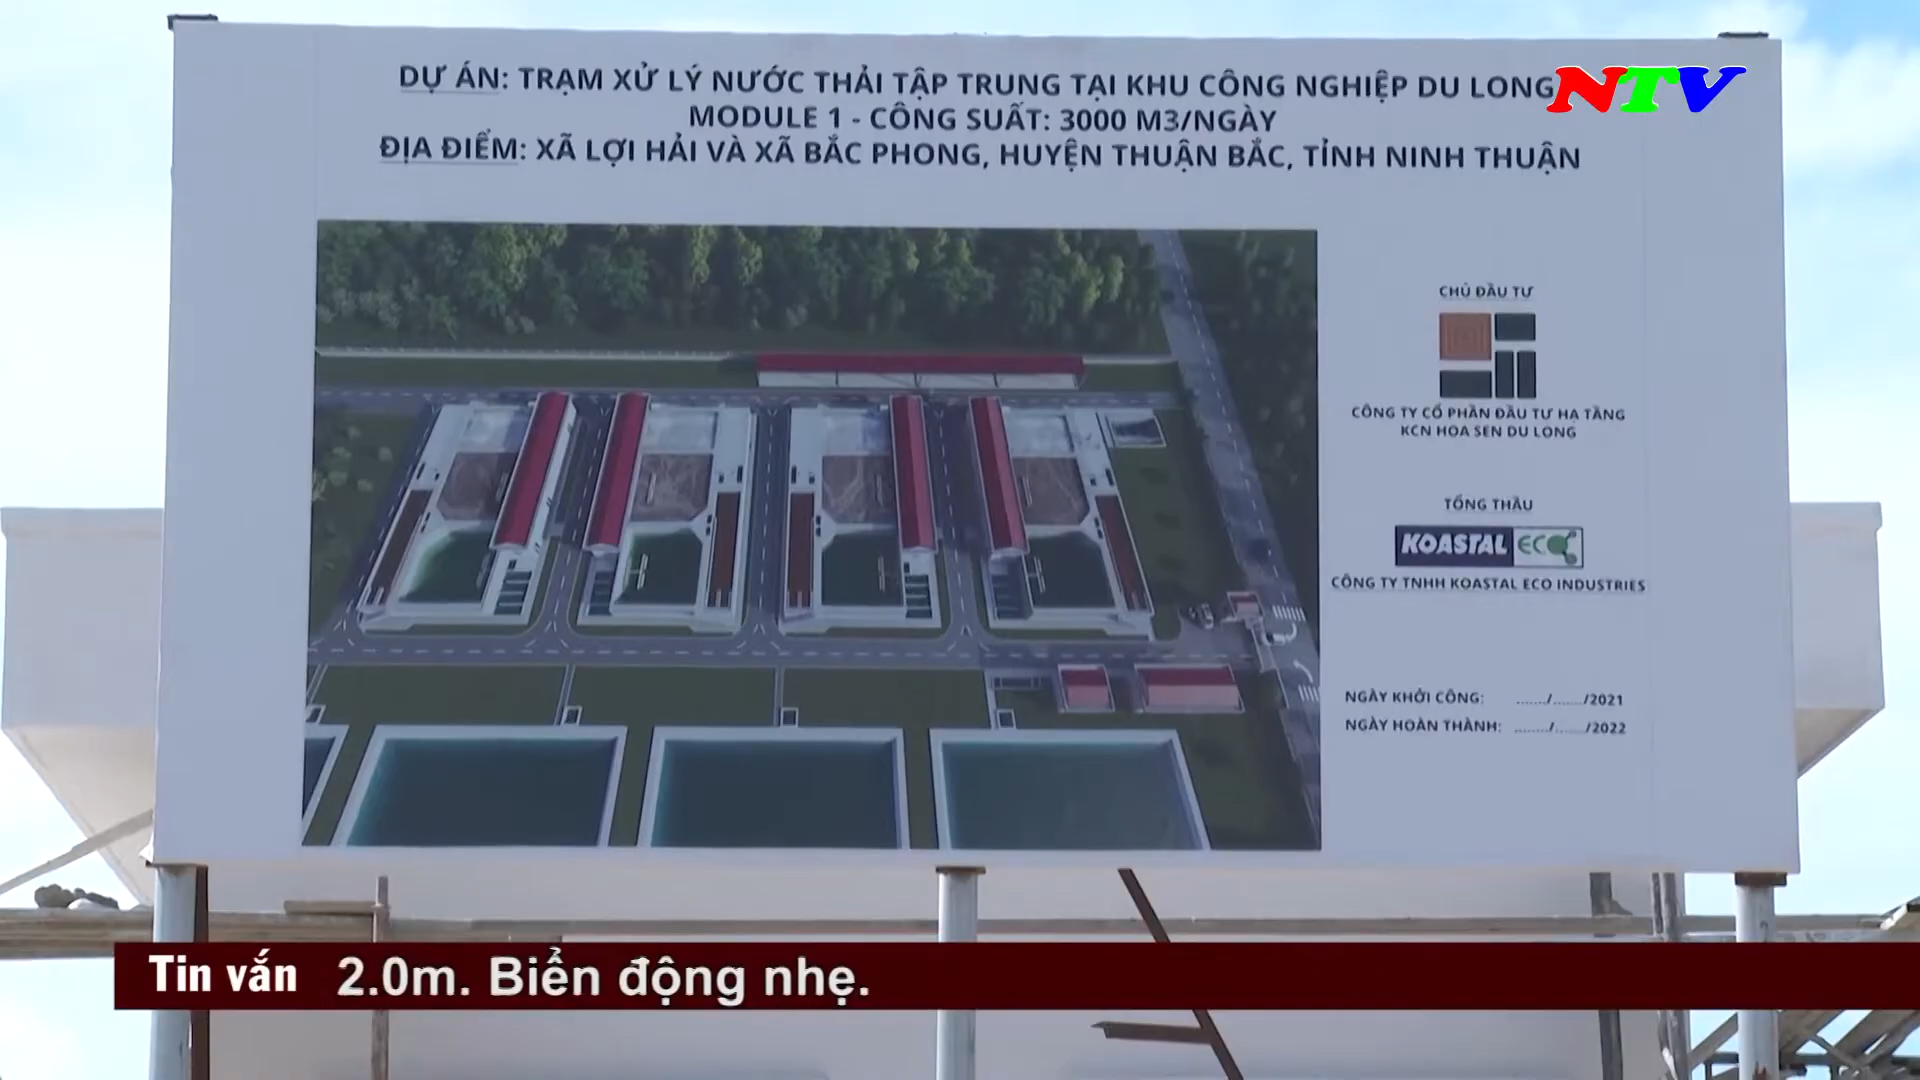 DỰ ÁN: TRẠM XỬ LÝ NƯỚC THẢI TẬP TRUNG TẠI KHU CÔNG NGHIỆP DU LONG
NTV
MODULE 1 - CÔNG SUẤT: 3000 M3/NGÀY
ĐỊA ĐIỂM: XÃ LỢI HẢI VÀ XÃ BẮC PHONG, HUYỆN THUẬN BẮC, TỈNH NINH THUẬN
CHỦ ĐẦU TƯ
CÔNG TY CỔ PHẦN ĐẦU TƯ HẠ TẦNG
KCN HOA SEN DU LONG
TỔNG THẦU
KOASTAL ECO
CÔNG TY TNHH KOASTAL ECO INDUSTRIES
NGÀY KHỞI CÔNG: ......./......./2021
NGÀY HOÀN THÀNH: ......./......./2022
Tin vắn 2.0m. Biển động nhẹ.